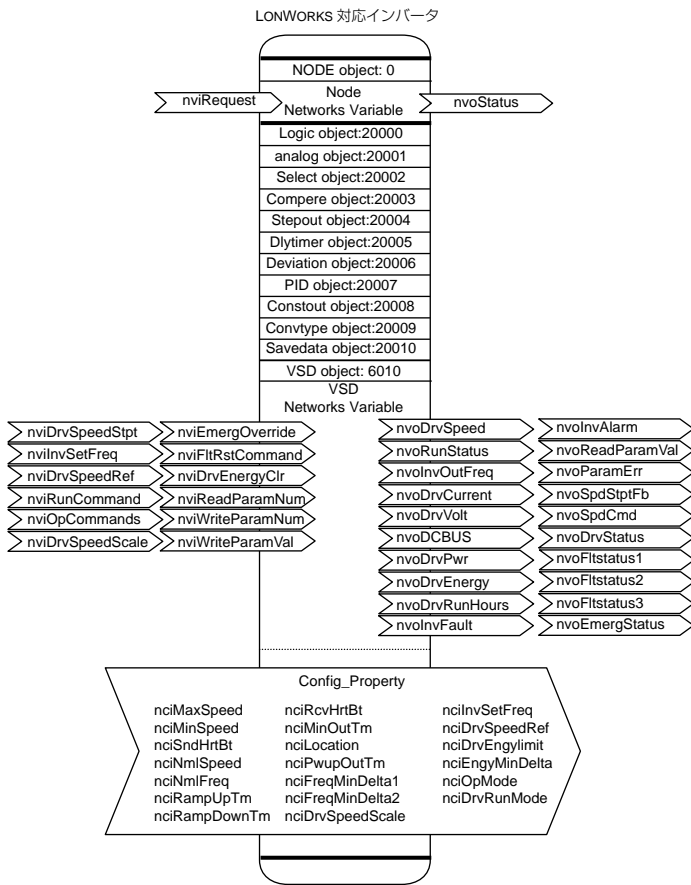 LONWORKS 対応インバータ
NODE object: 0
Node
Networks Variable
nviRequest
nvoStatus
Logic object:20000
analog object:20001
Select object:20002
Compere object:20003
Stepout object:20004
Dlytimer object:20005
Deviation object:20006
PID object:20007
Constout object:20008
Convtype object:20009
Savedata object:20010
VSD object: 6010
VSD
Networks Variable
nviDrvSpeedStpt nviEmergOverride
nviInvSetFreq nviFltRstCommand
nviDrvSpeedRef nviDrvEnergyClr
nviRunCommand nviReadParamNum
nviOpCommands nviWriteParamNum
nviDrvSpeedScale nviWriteParamVal
nvoDrvSpeed nvoInvAlarm
nvoRunStatus nvoReadParamVal
nvoInvOutFreq nvoParamErr
nvoDrvCurrent nvoSpdStptFb
nvoDrvVolt nvoSpdCmd
nvoDCBUS nvoDrvStatus
nvoDrvPwr nvoFltstatus1
nvoDrvEnergy nvoFltstatus2
nvoDrvRunHours nvoFltstatus3
nvoInvFault nvoEmergStatus
Config_Property
nciMaxSpeed nciRcvHrtBt nciInvSetFreq
nciMinSpeed nciMinOutTm nciDrvSpeedRef
nciSndHrtBt nciLocation nciDrvEngylimit
nciNmlSpeed nciPwupOutTm nciEngyMinDelta
nciNmlFreq nciFreqMinDelta1 nciOpMode
nciRampUpTm nciFreqMinDelta2 nciDrvRunMode
nciRampDownTm nciDrvSpeedScale